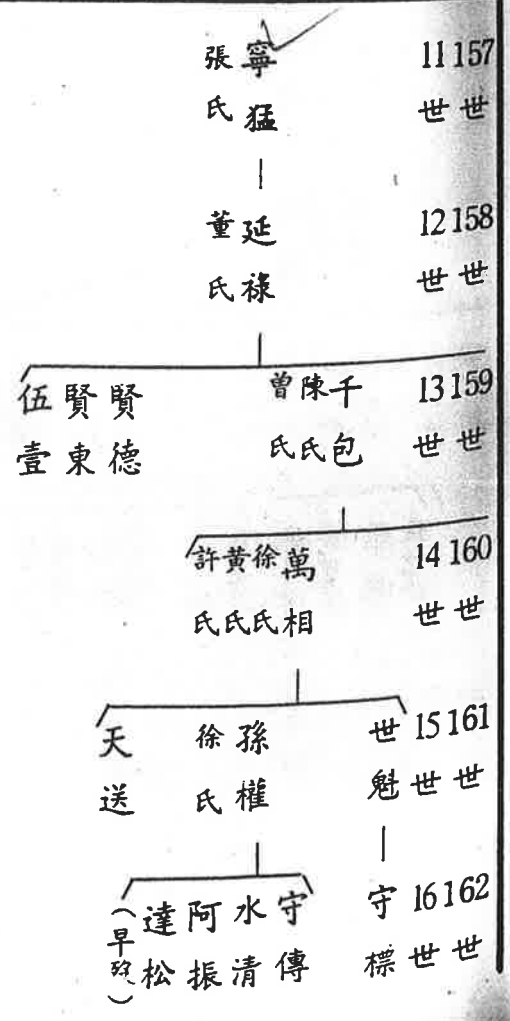 157世 11世 寧猛 張氏
158世 12世 延祿 董氏
159世 13世 千包 陳氏 曾氏 賢德 賢東 伍壹
160世 14世 萬相 徐氏 黃氏 許氏
161世 15世 世魁 孫權 徐氏 天送
162世 16世 守標 守傳 水清 阿振 達松 (早歿)